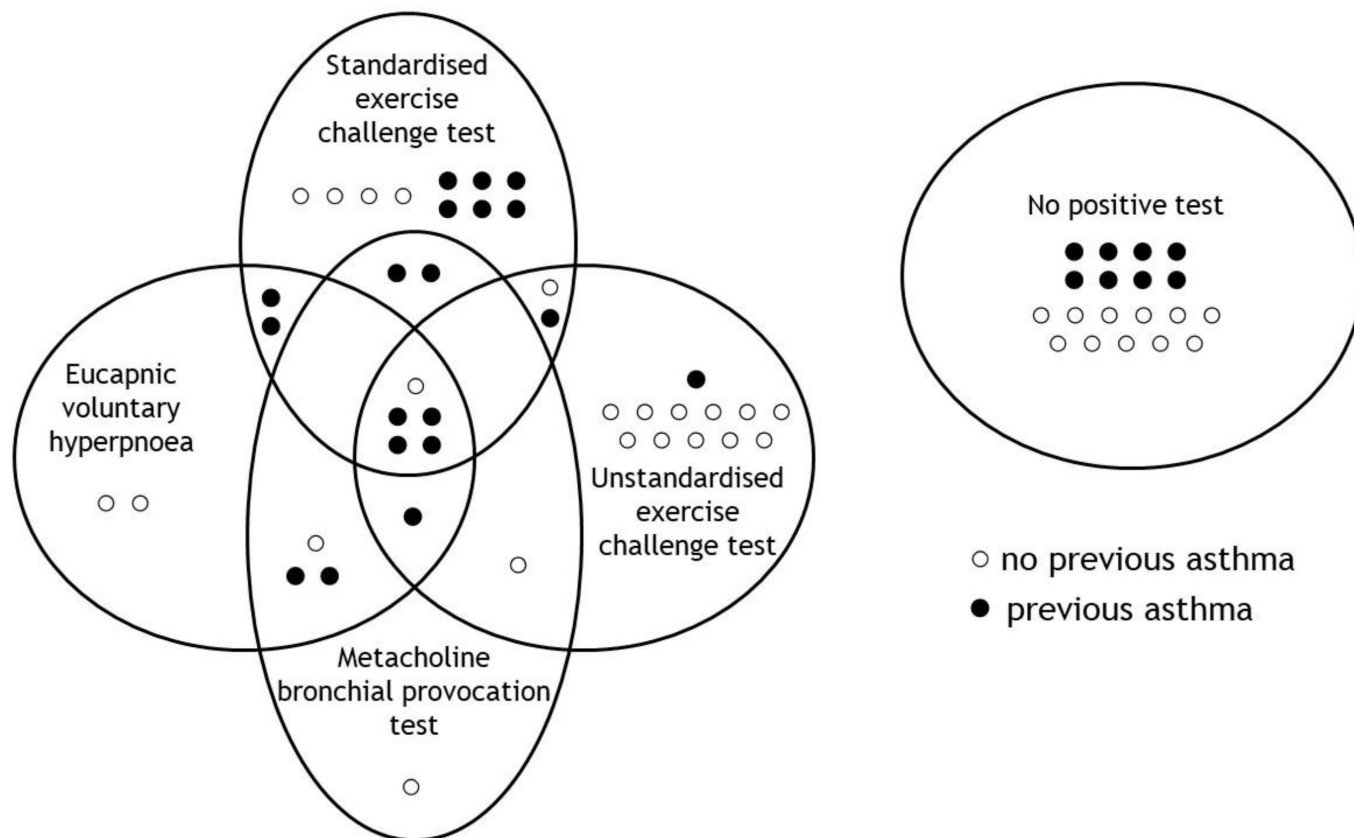 Standardised
exercise
challenge test
No positive test
Eucapnic
voluntary
hyperpnoea
Unstandardised
exercise
challenge test
no previous asthma
previous asthma
Metacholine
bronchial provocation
test